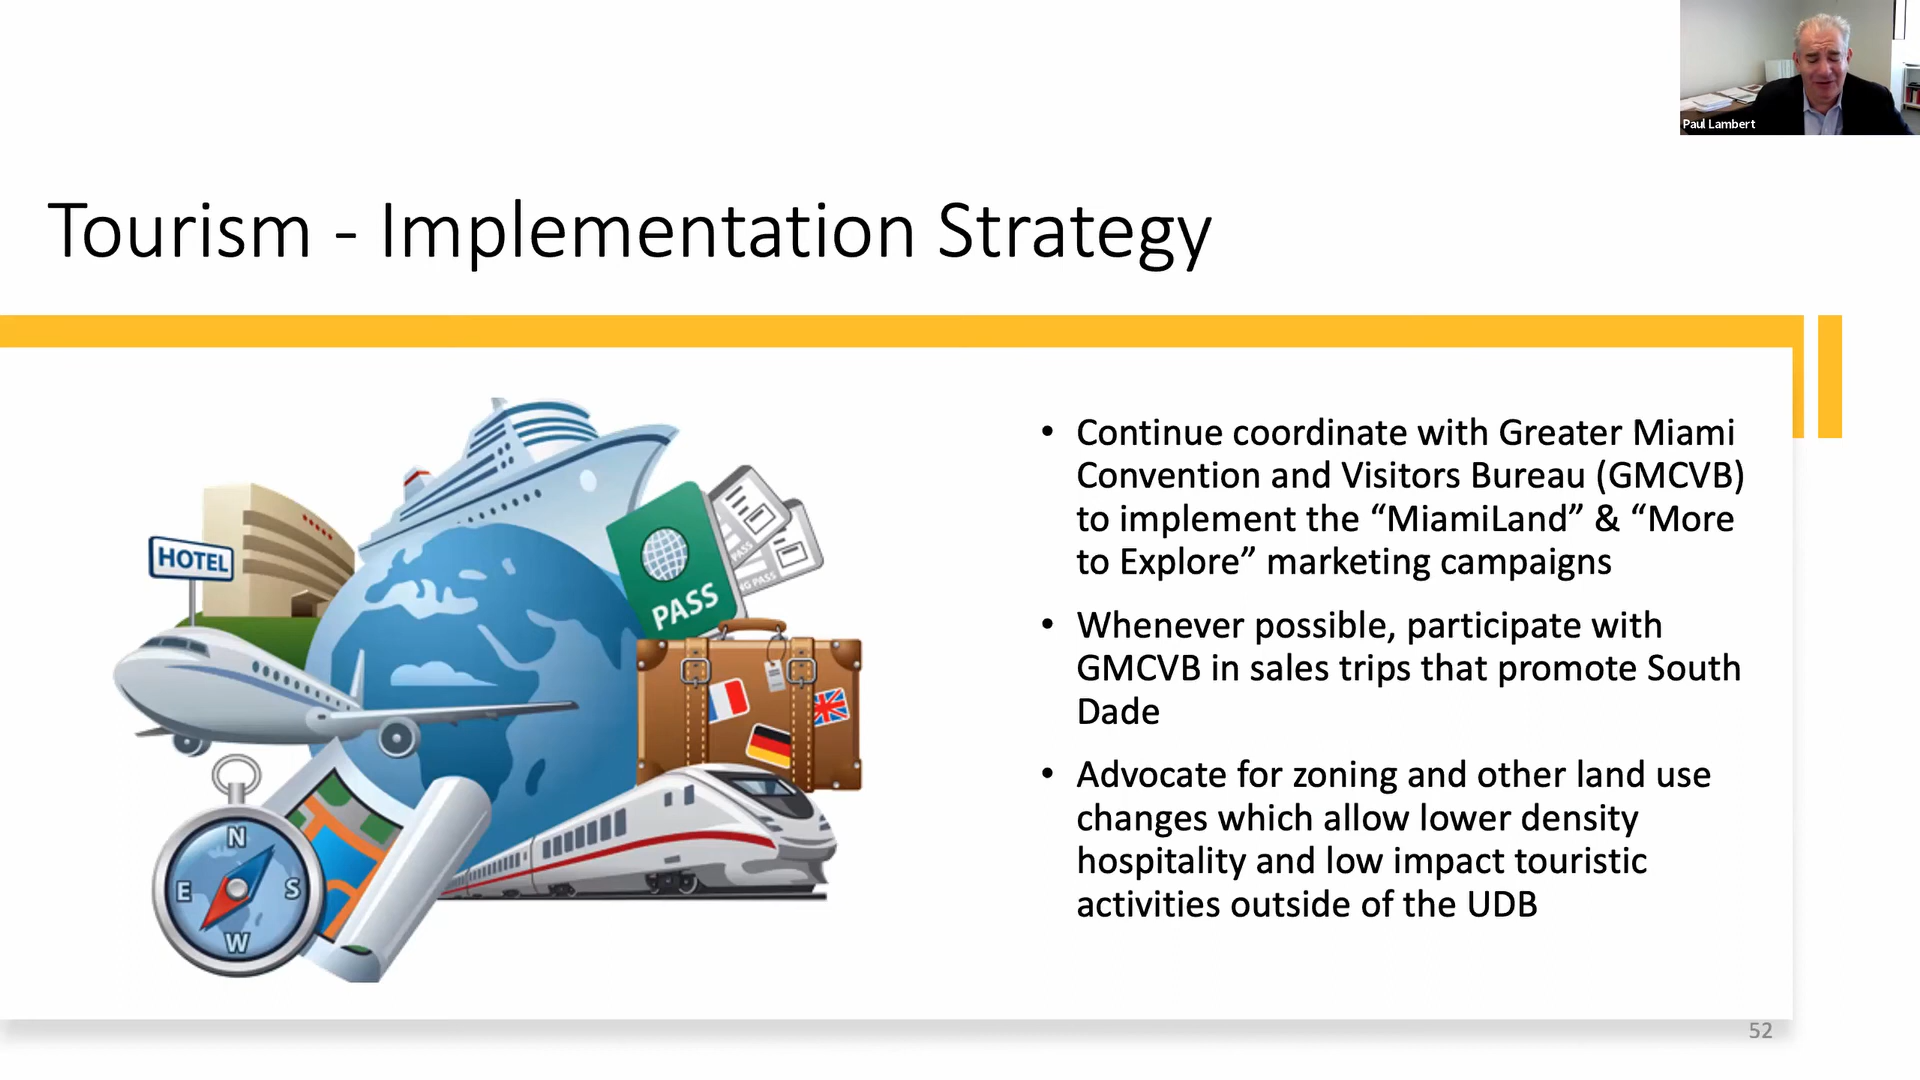 Paul Lambert
Tourism - Implementation Strategy
• Continue coordinate with Greater Miami
Convention and Visitors Bureau (GMCVB)
to implement the “MiamiLand” & “More
to Explore” marketing campaigns
• Whenever possible, participate with
GMCVB in sales trips that promote South
Dade
• Advocate for zoning and other land use
changes which allow lower density
hospitality and low impact touristic
activities outside of the UDB
HOTEL
PASS
PASS
NG PASS
N
E
S
W
52